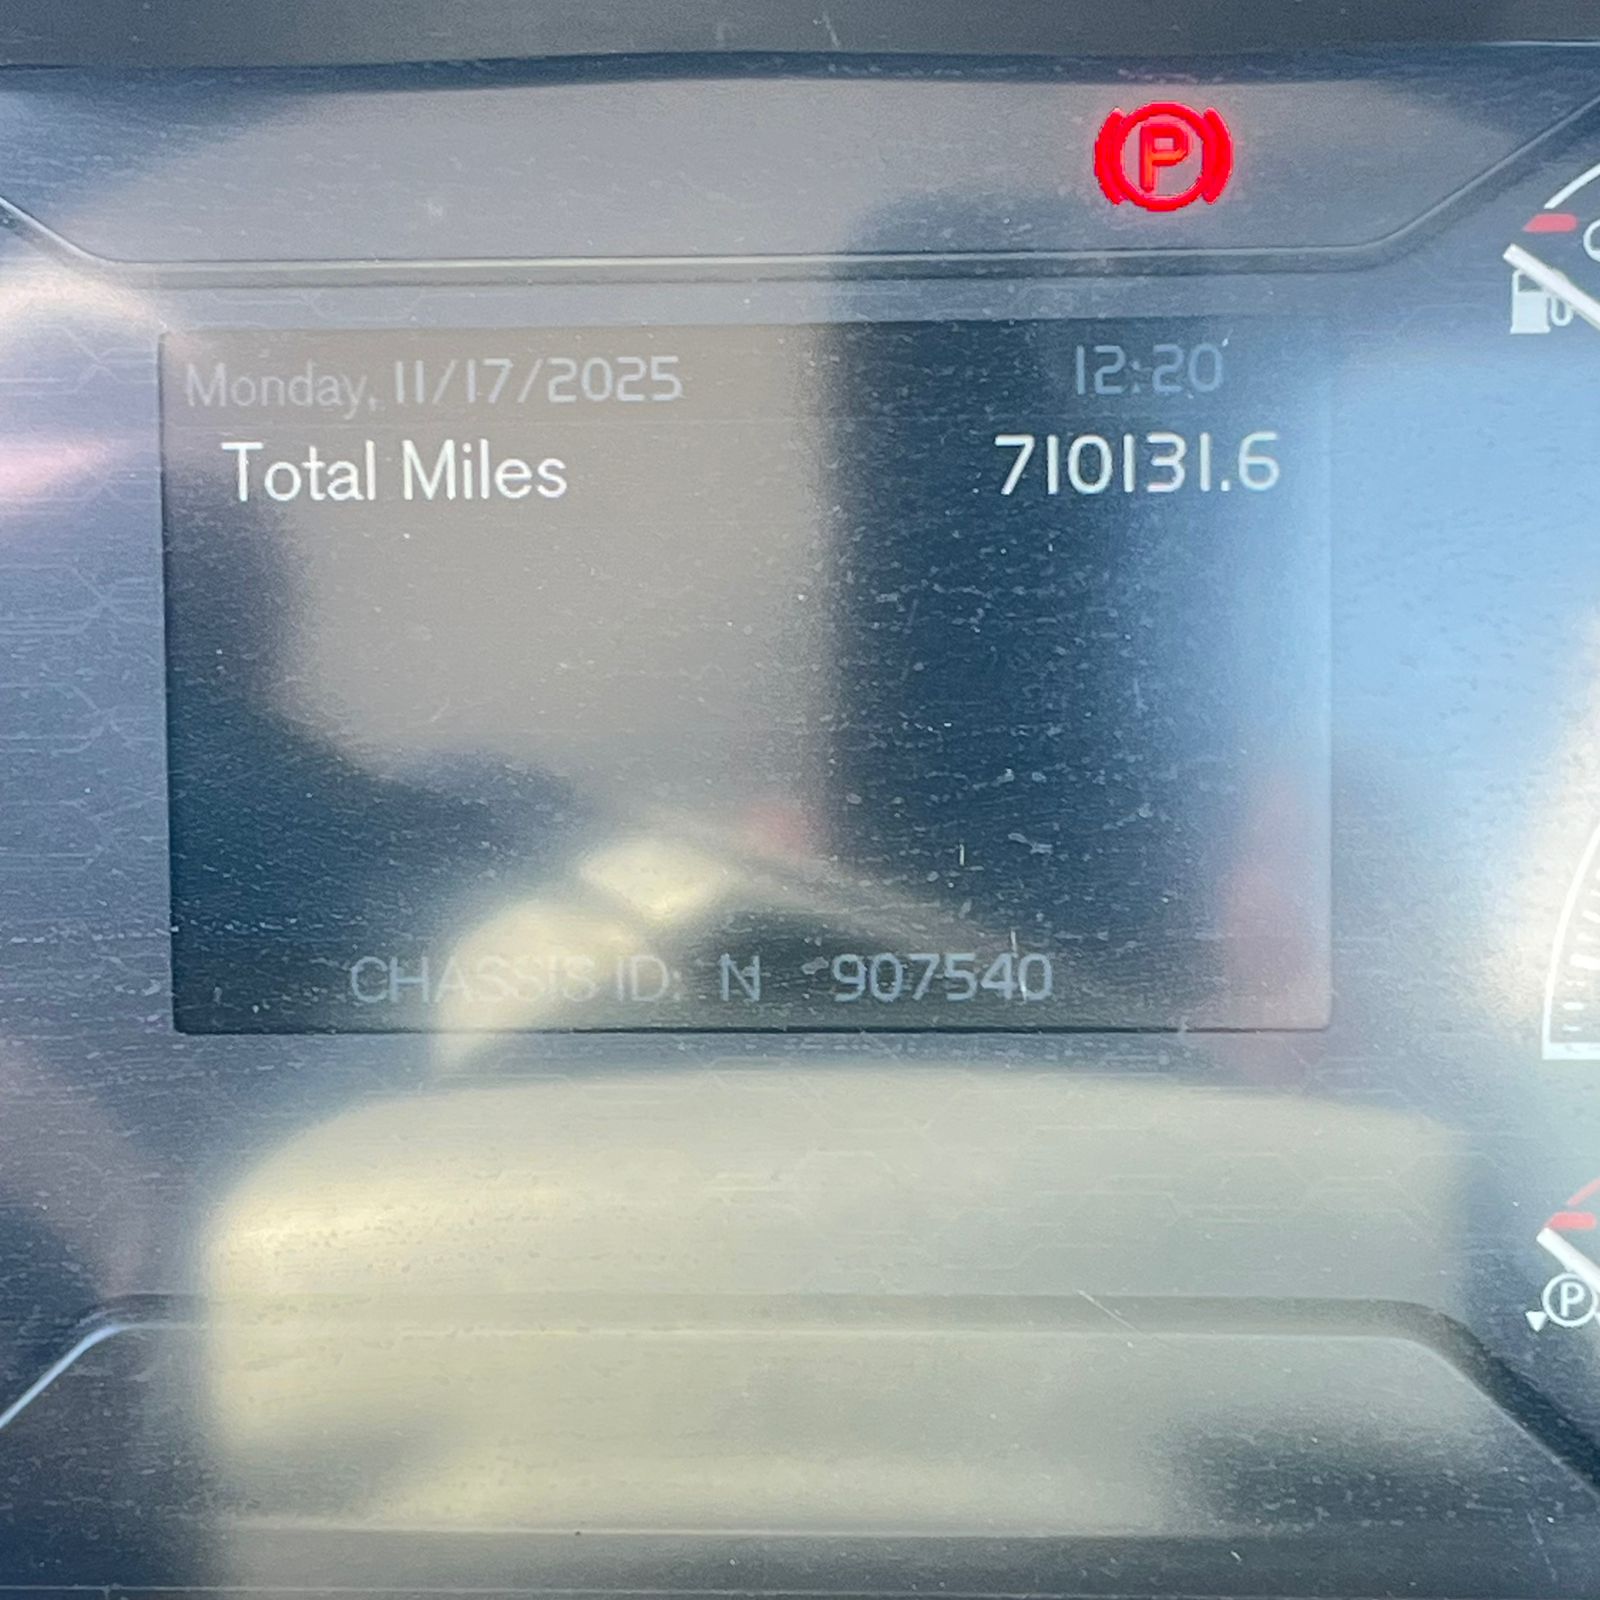 P
Monday, 11/17/2025 12:20
Total Miles 710131.6
CHASSIS ID: N 907540
P